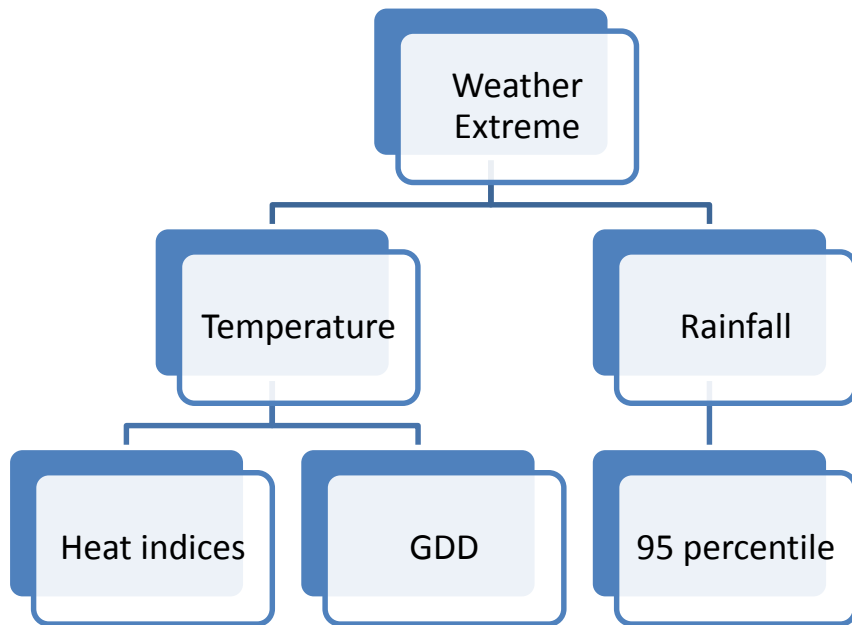 Weather
Extreme
Temperature
Rainfall
Heat indices
GDD
95 percentile